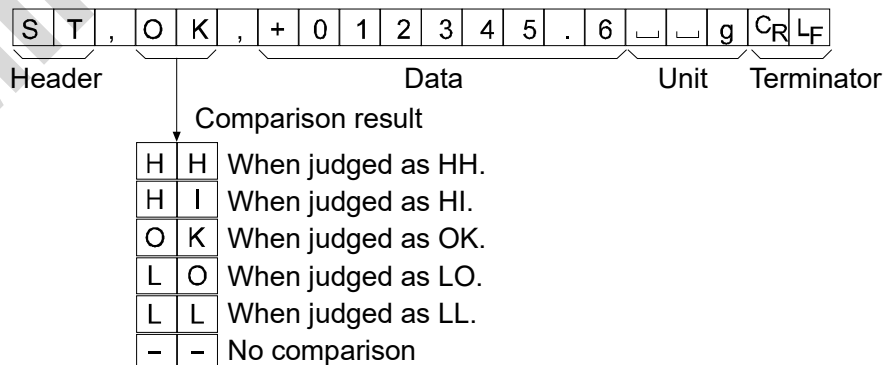 S T , O K , + 0 1 2 3 4 5 . 6 ␣ ␣ g CR LF
Header Data Unit Terminator
Comparison result
H H When judged as HH.
H I When judged as HI.
O K When judged as OK.
L O When judged as LO.
L L When judged as LL.
– – No comparison